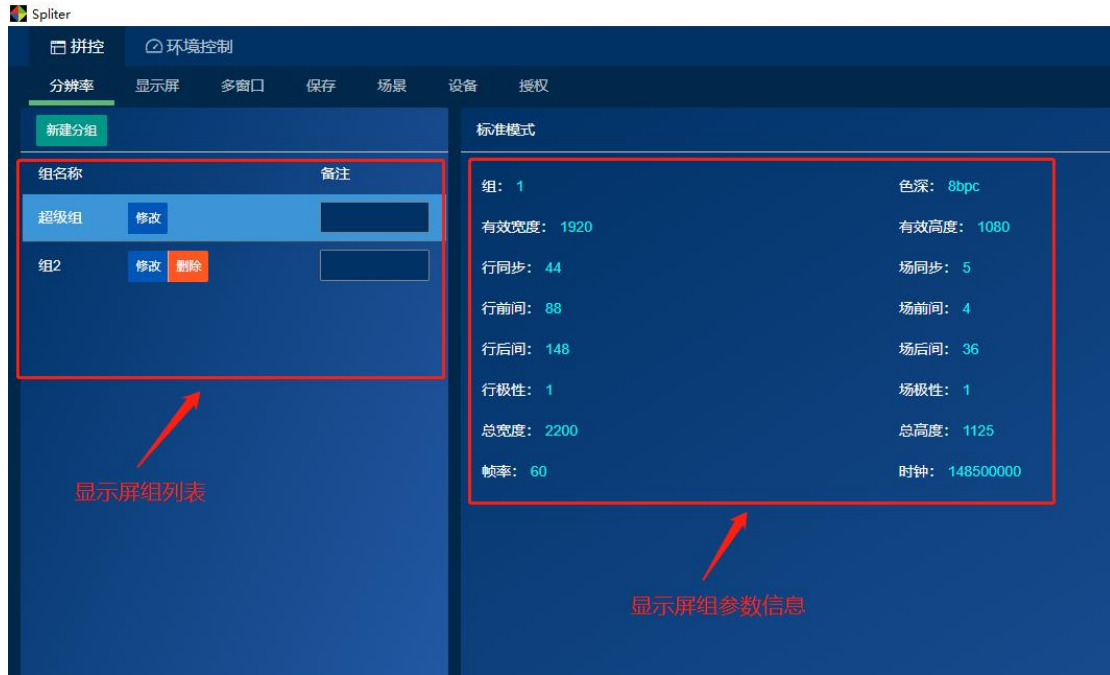 Spliter
拼控 环境控制
分辨率 显示屏 多窗口 保存 场景 设备 授权
新建分组
组名称 备注
超级组 修改
组2 修改 删除
显示屏组列表
标准模式
组: 1 色深: 8bpc
有效宽度: 1920 有效高度: 1080
行同步: 44 场同步: 5
行前间: 88 场前间: 4
行后间: 148 场后间: 36
行极性: 1 场极性: 1
总宽度: 2200 总高度: 1125
帧率: 60 时钟: 148500000
显示屏组参数信息